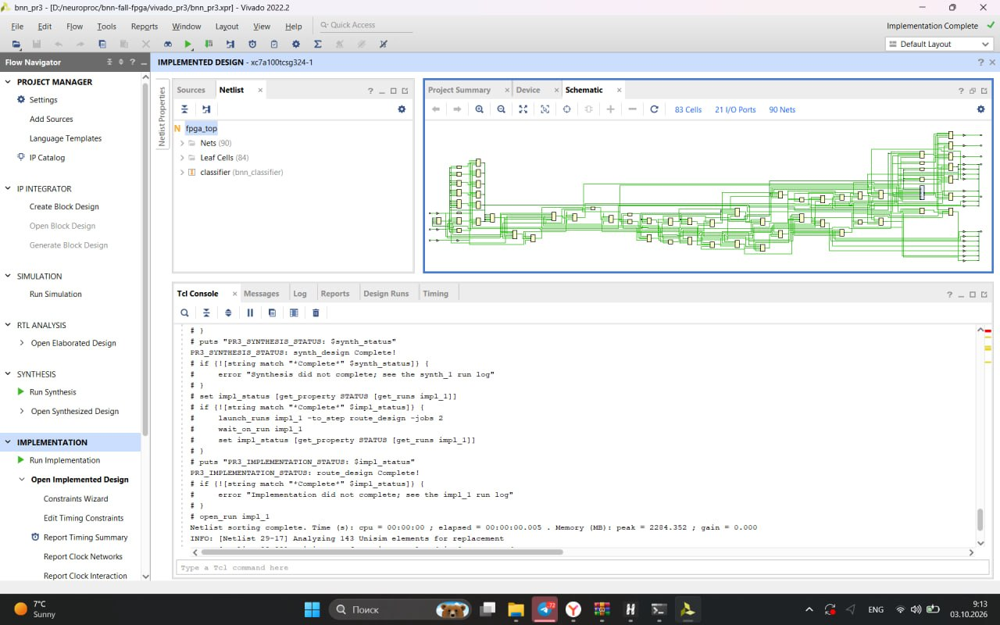 bnn_pr3 - [D:/neuroproc/bnn-fall-fpga/vivado_pr3/bnn_pr3.xpr] - Vivado 2022.2
File Edit Flow Tools Reports Window Layout View Help Quick Access Implementation Complete
Default Layout
Flow Navigator
PROJECT MANAGER
Settings
Add Sources
Language Templates
IP Catalog
IP INTEGRATOR
Create Block Design
Open Block Design
Generate Block Design
SIMULATION
Run Simulation
RTL ANALYSIS
Open Elaborated Design
SYNTHESIS
Run Synthesis
Open Synthesized Design
IMPLEMENTATION
Run Implementation
Open Implemented Design
Constraints Wizard
Edit Timing Constraints
Report Timing Summary
Report Clock Networks
Report Clock Interaction
IMPLEMENTED DESIGN - xc7a100tcsg324-1
Netlist Properties
Sources Netlist
N fpga_top
Nets (90)
Leaf Cells (84)
classifier (bnn_classifier)
Project Summary Device Schematic
83 Cells 21 I/O Ports 90 Nets
Tcl Console Messages Log Reports Design Runs Timing
# }
# puts "PR3_SYNTHESIS_STATUS: $synth_status"
PR3_SYNTHESIS_STATUS: synth_design Complete!
# if {![string match "*Complete*" $synth_status]} {
#     error "Synthesis did not complete; see the synth_1 run log"
# }
# set impl_status [get_property STATUS [get_runs impl_1]]
# if {![string match "*Complete*" $impl_status]} {
#     launch_runs impl_1 -to_step route_design -jobs 2
#     wait_on_run impl_1
#     set impl_status [get_property STATUS [get_runs impl_1]]
# }
# puts "PR3_IMPLEMENTATION_STATUS: $impl_status"
PR3_IMPLEMENTATION_STATUS: route_design Complete!
# if {![string match "*Complete*" $impl_status]} {
#     error "Implementation did not complete; see the impl_1 run log"
# }
# open_run impl_1
Netlist sorting complete. Time (s): cpu = 00:00:00 ; elapsed = 00:00:00.005 . Memory (MB): peak = 2284.352 ; gain = 0.000
INFO: [Netlist 29-17] Analyzing 143 Unisim elements for replacement
Type a Tcl command here
7°C
Sunny
Поиск
72
ENG
9:13
03.10.2026